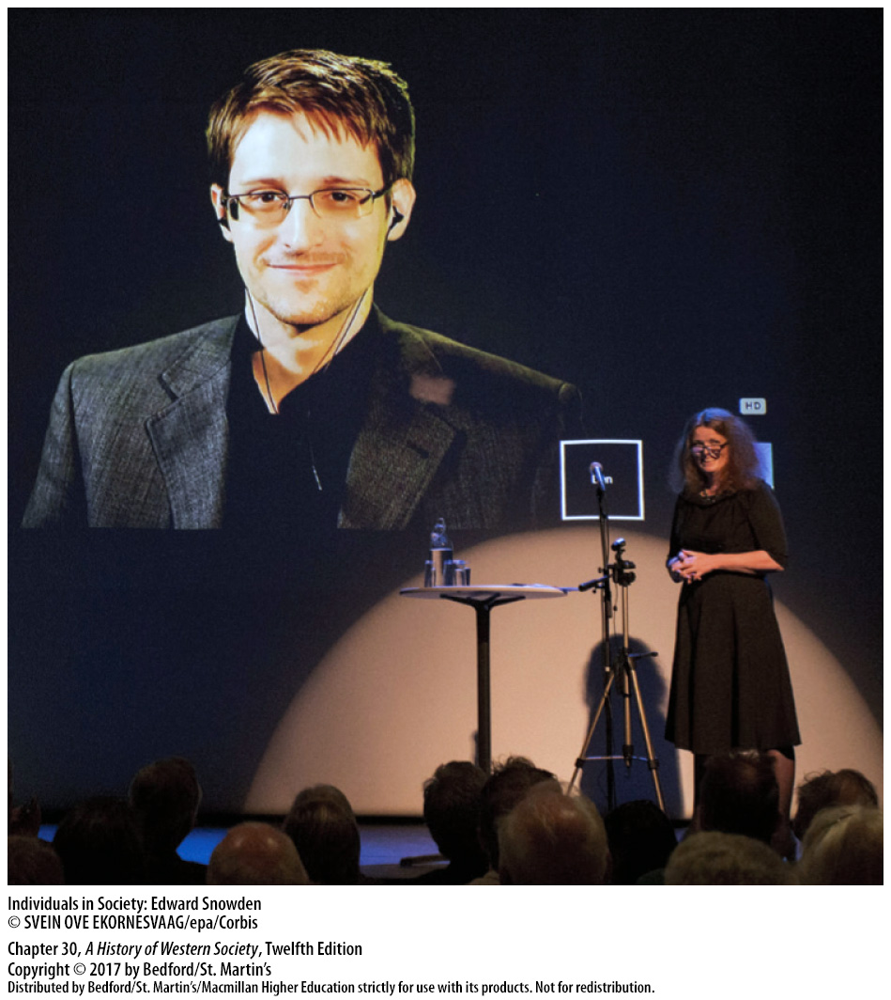 HD
Individuals in Society: Edward Snowden
© SVEIN OVE EKORNESVAAG/epa/Corbis
Chapter 30, A History of Western Society, Twelfth Edition
Copyright © 2017 by Bedford/St. Martin’s
Distributed by Bedford/St. Martin’s/Macmillan Higher Education strictly for use with its products. Not for redistribution.